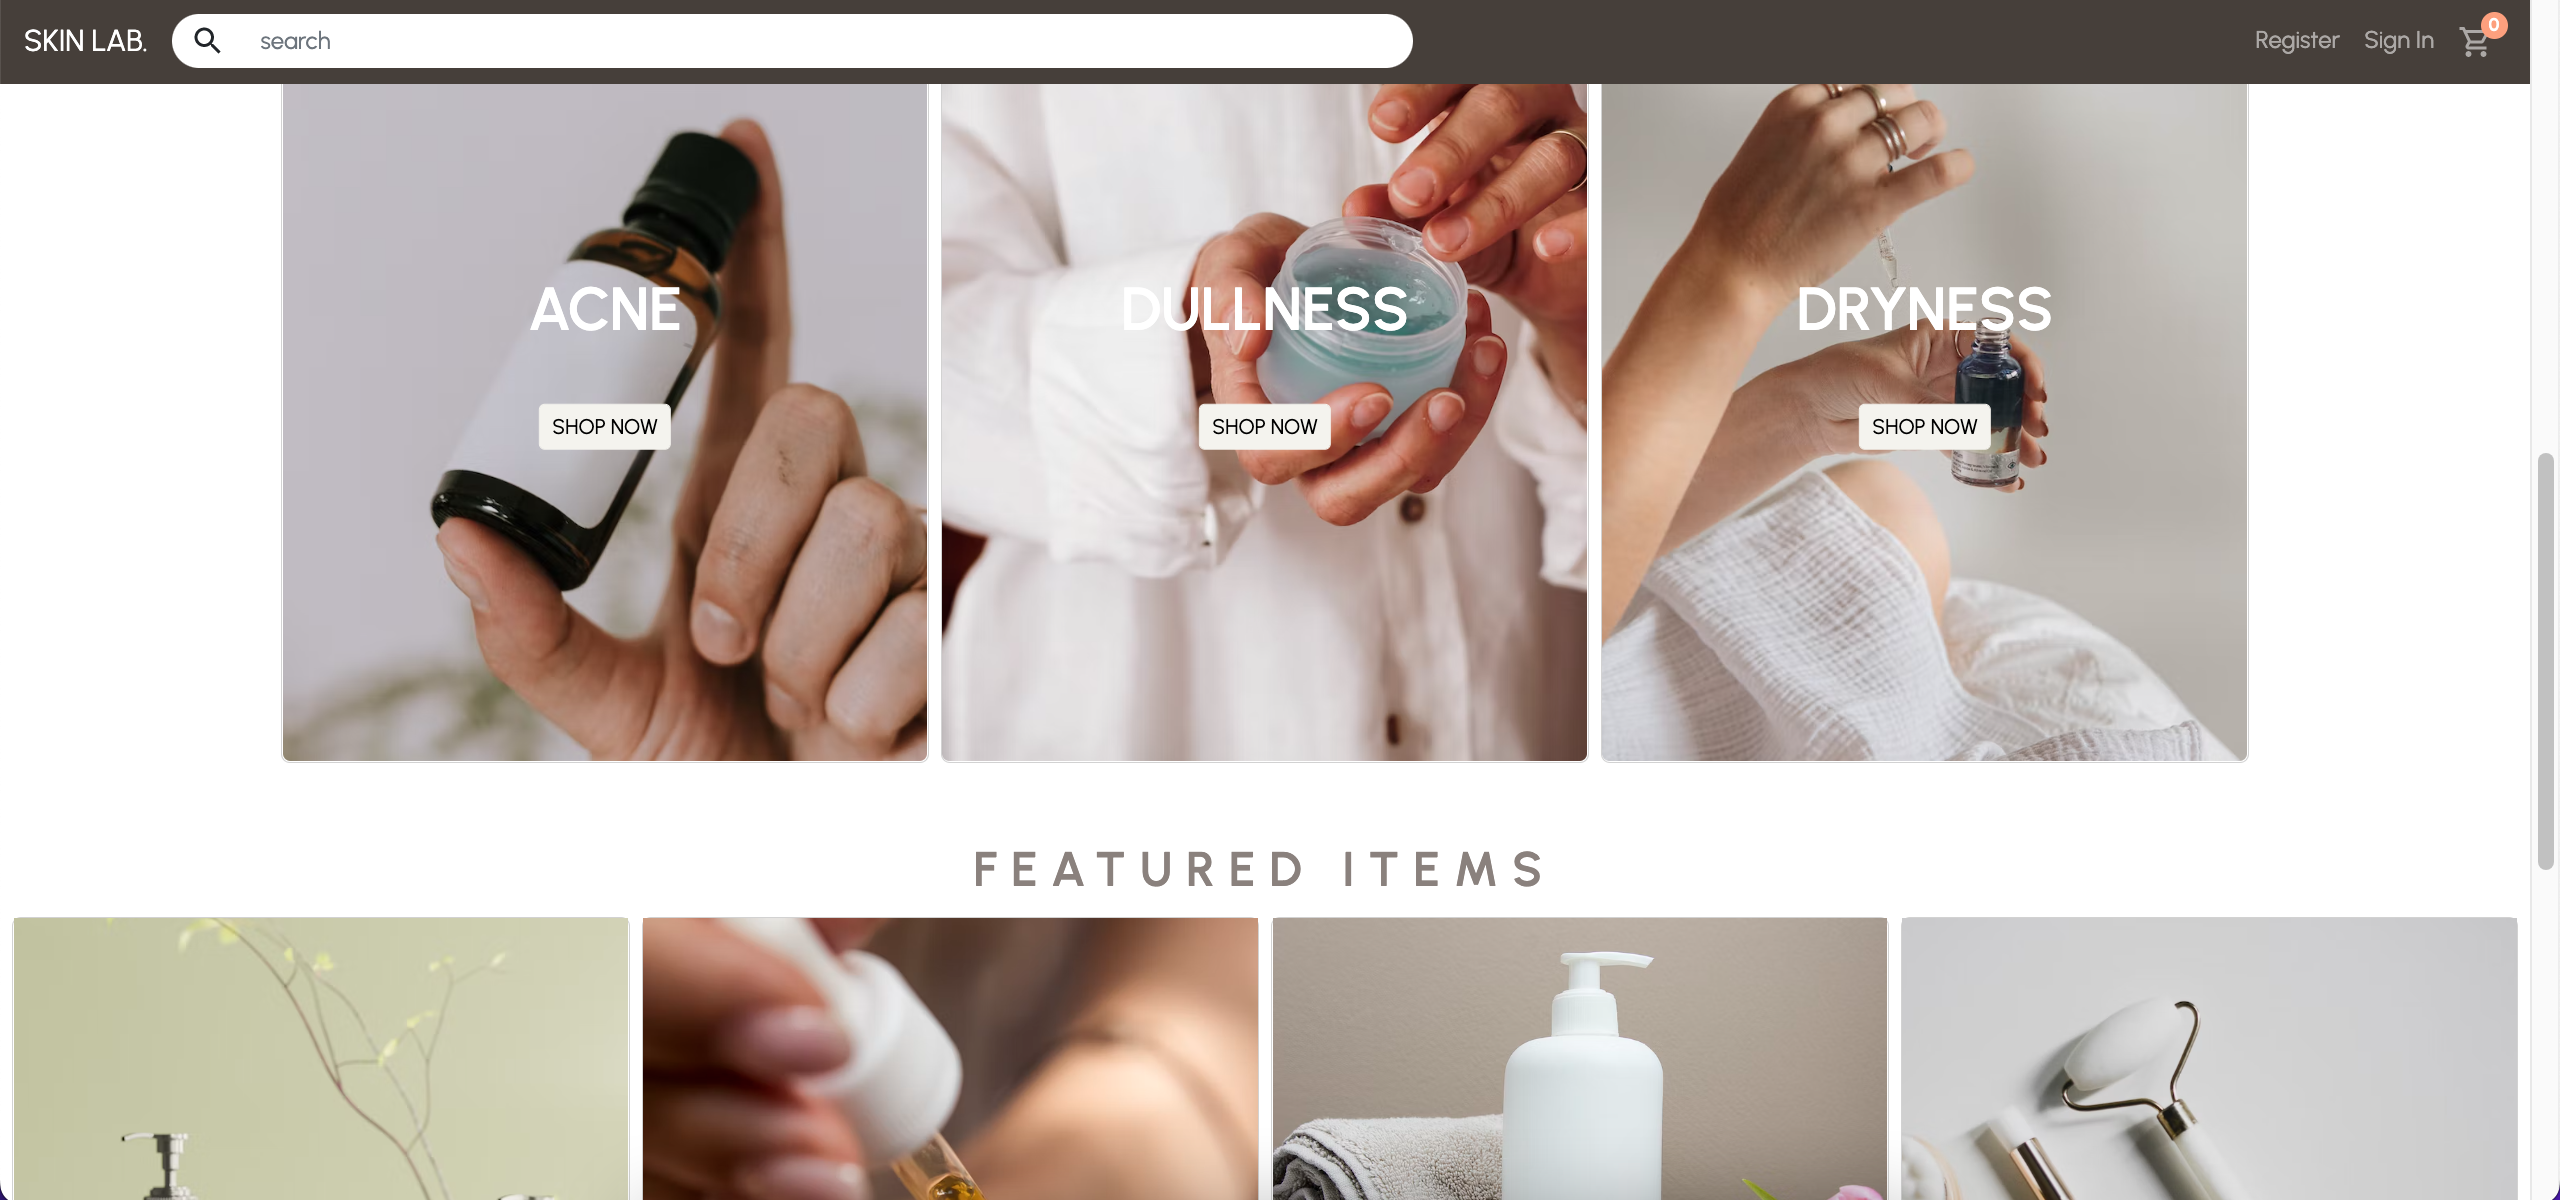 SKIN LAB.
search
Register
Sign In
0
ACNE
DULLNESS
DRYNESS
SHOP NOW
SHOP NOW
SHOP NOW
FEATURED ITEMS